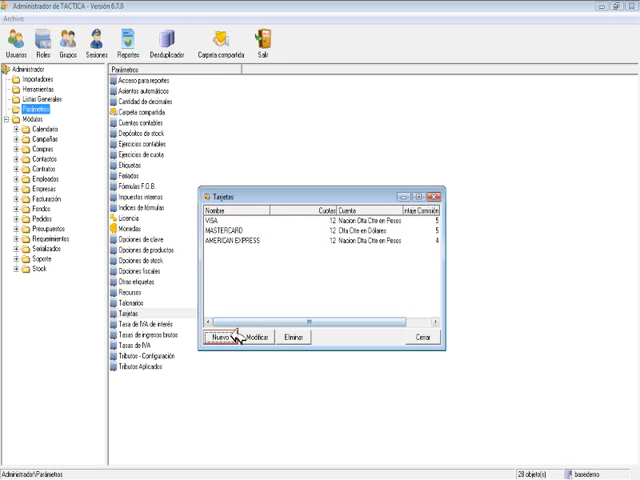 Administrador de TACTICA - Versión 6.7.0
Archivo
Usuarios Roles Grupos Sesiones Reportes Desduplicador Carpeta compartida Salir
Administrador
Importadores
Herramientas
Listas Generales
Parámetros
Módulos
Calendario
Campañas
Compras
Contactos
Contratos
Empleados
Empresas
Facturación
Fondos
Pedidos
Presupuestos
Requerimientos
Serializados
Soporte
Stock
Parámetros
Acceso para reportes
Asientos automáticos
Cantidad de decimales
Carpeta compartida
Cuentas contables
Depósitos de stock
Ejercicios contables
Ejercicios de cuota
Etiquetas
Feriados
Fórmulas F.O.B.
Impuestos internos
Indices de fórmulas
Licencia
Monedas
Opciones de clave
Opciones de productos
Opciones de stock
Opciones fiscales
Otras etiquetas
Recursos
Talonarios
Tarjetas
Tasa de IVA de interés
Tasas de ingresos brutos
Tasas de IVA
Tributos - Configuración
Tributos Aplicados
Tarjetas
Nombre Cuotas Cuenta ntaje Comisión
VISA 12 Nacion Cta Cte en Pesos 5
MASTERCARD 12 Cta Cte en Dólares 5
AMERICAN EXPRESS 12 Nacion Cta Cte en Pesos 4
Nuevo Modificar Eliminar Cerrar
Administrador\Parámetros 28 objeto(s) basedemo